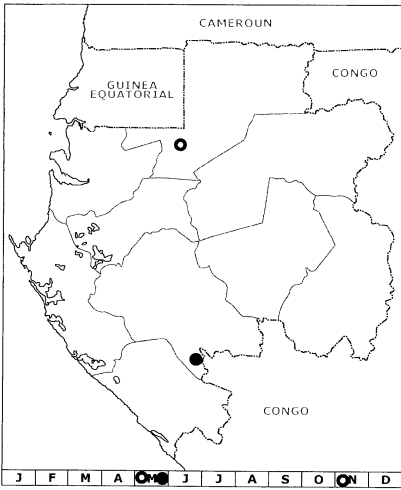 CAMEROUN
GUINEA
EQUATORIAL
CONGO
CONGO
J F M A M J J A S O N D